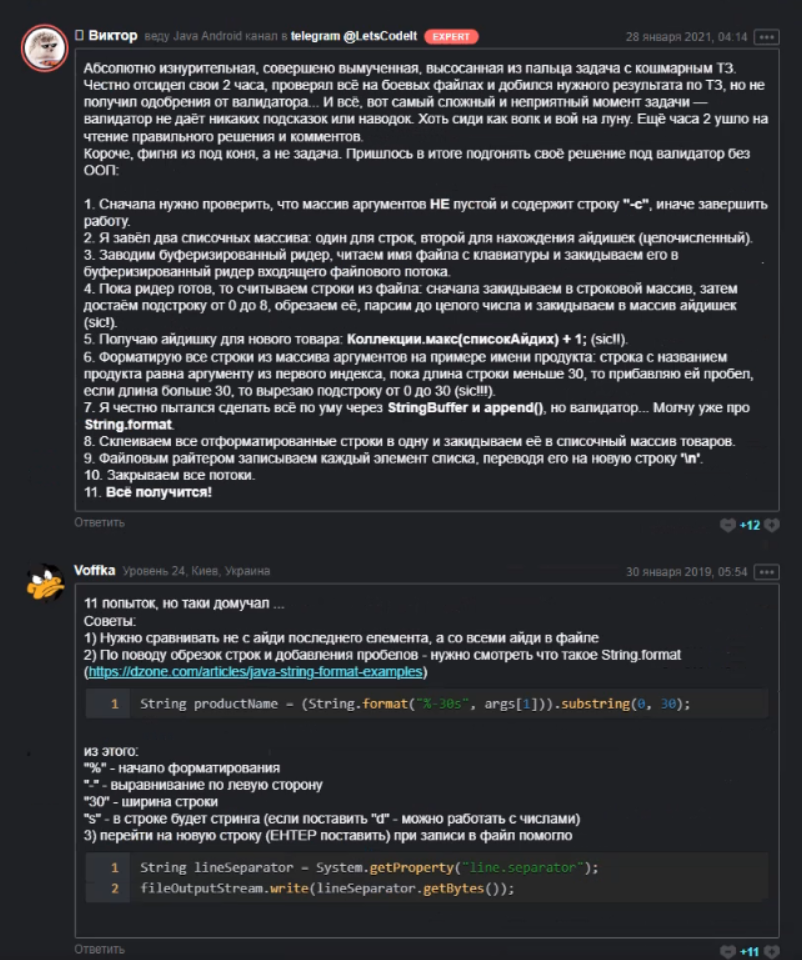 Виктор веду Java Android канал в telegram @LetsCodeIt EXPERT 28 января 2021, 04:14
Абсолютно изнурительная, совершено вымученная, высосанная из пальца задача с кошмарным ТЗ.
Честно отсидел свои 2 часа, проверял всё на боевых файлах и добился нужного результата по ТЗ, но не
получил одобрения от валидатора... И всё, вот самый сложный и неприятный момент задачи —
валидатор не даёт никаких подсказок или наводок. Хоть сиди как волк и вой на луну. Ещё часа 2 ушло на
чтение правильного решения и комментов.
Короче, фигня из под коня, а не задача. Пришлось в итоге подгонять своё решение под валидатор без
ООП:
1. Сначала нужно проверить, что массив аргументов НЕ пустой и содержит строку "-c", иначе завершить
работу.
2. Я завёл два списочных массива: один для строк, второй для нахождения айдишек (целочисленный).
3. Заводим буферизированный ридер, читаем имя файла с клавиатуры и закидываем его в
буферизированный ридер входящего файлового потока.
4. Пока ридер готов, то считываем строки из файла: сначала закидываем в строковой массив, затем
достаём подстроку от 0 до 8, обрезаем её, парсим до целого числа и закидываем в массив айдишек
(sic!).
5. Получаю айдишку для нового товара: Коллекции.макс(списокАйдих) + 1; (sic!!).
6. Форматирую все строки из массива аргументов на примере имени продукта: строка с названием
продукта равна аргументу из первого индекса, пока длина строки меньше 30, то прибавляю ей пробел,
если длина больше 30, то вырезаю подстроку от 0 до 30 (sic!!!).
7. Я честно пытался сделать всё по уму через StringBuffer и append(), но валидатор... Молчу уже про
String.format.
8. Склеиваем все отформатированные строки в одну и закидываем её в списочный массив товаров.
9. Файловым райтером записываем каждый элемент списка, переводя его на новую строку '\n'.
10. Закрываем все потоки.
11. Всё получится!
Ответить +12
Voffka Уровень 24, Киев, Украина 30 января 2019, 05:54
11 попыток, но таки домучал ...
Советы:
1) Нужно сравнивать не с айди последнего елемента, а со всеми айди в файле
2) По поводу обрезок строк и добавления пробелов - нужно смотреть что такое String.format
(https://dzone.com/articles/java-string-format-examples)
1 String productName = (String.format("%-30s", args[1])).substring(0, 30);
из этого:
"%" - начало форматирования
"-" - выравнивание по левую сторону
"30" - ширина строки
"s" - в строке будет стринга (если поставить "d" - можно работать с числами)
3) перейти на новую строку (ЕНТЕР поставить) при записи в файл помогло
1 String lineSeparator = System.getProperty("line.separator");
2 fileOutputStream.write(lineSeparator.getBytes());
Ответить +11